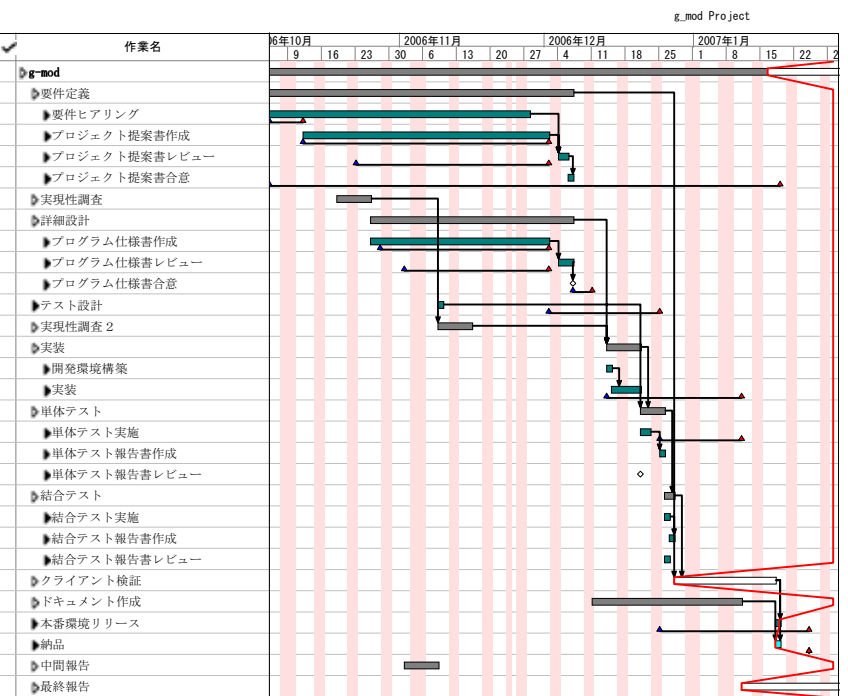 g_mod Project
作業名
06年10月 2006年11月 2006年12月 2007年1月
9 16 23 30 6 13 20 27 4 11 18 25 1 8 15 22 2
g-mod
要件定義
要件ヒアリング
プロジェクト提案書作成
プロジェクト提案書レビュー
プロジェクト提案書合意
実現性調査
詳細設計
プログラム仕様書作成
プログラム仕様書レビュー
プログラム仕様書合意
テスト設計
実現性調査２
実装
開発環境構築
実装
単体テスト
単体テスト実施
単体テスト報告書作成
単体テスト報告書レビュー
結合テスト
結合テスト実施
結合テスト報告書作成
結合テスト報告書レビュー
クライアント検証
ドキュメント作成
本番環境リリース
納品
中間報告
最終報告